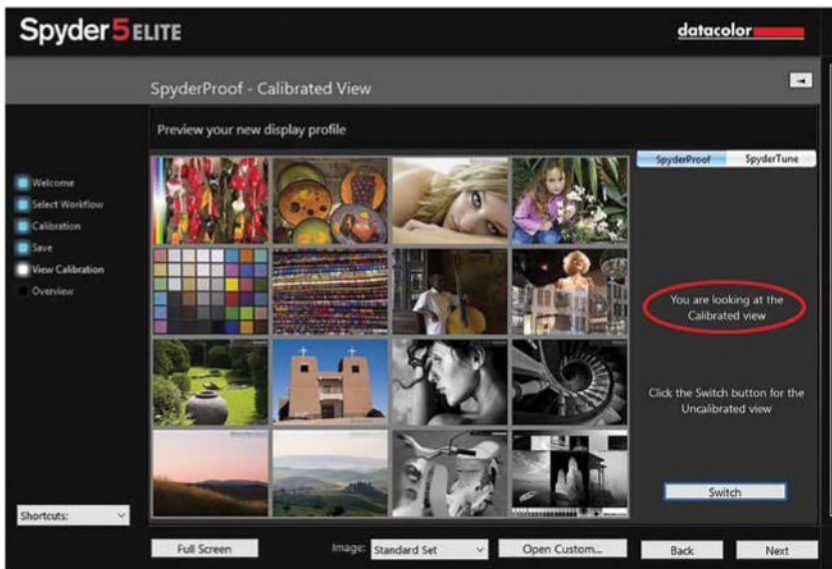 Spyder5ELITE
datacolor
SpyderProof - Calibrated View
Preview your new display profile
SpyderProof
SpyderTune
Welcome
Select Workflow
Calibration
Save
View Calibration
Overview
You are looking at the
Calibrated view
Click the Switch button for the
Uncalibrated view
Switch
Shortcuts:
Full Screen
Image:
Standard Set
Open Custom...
Back
Next